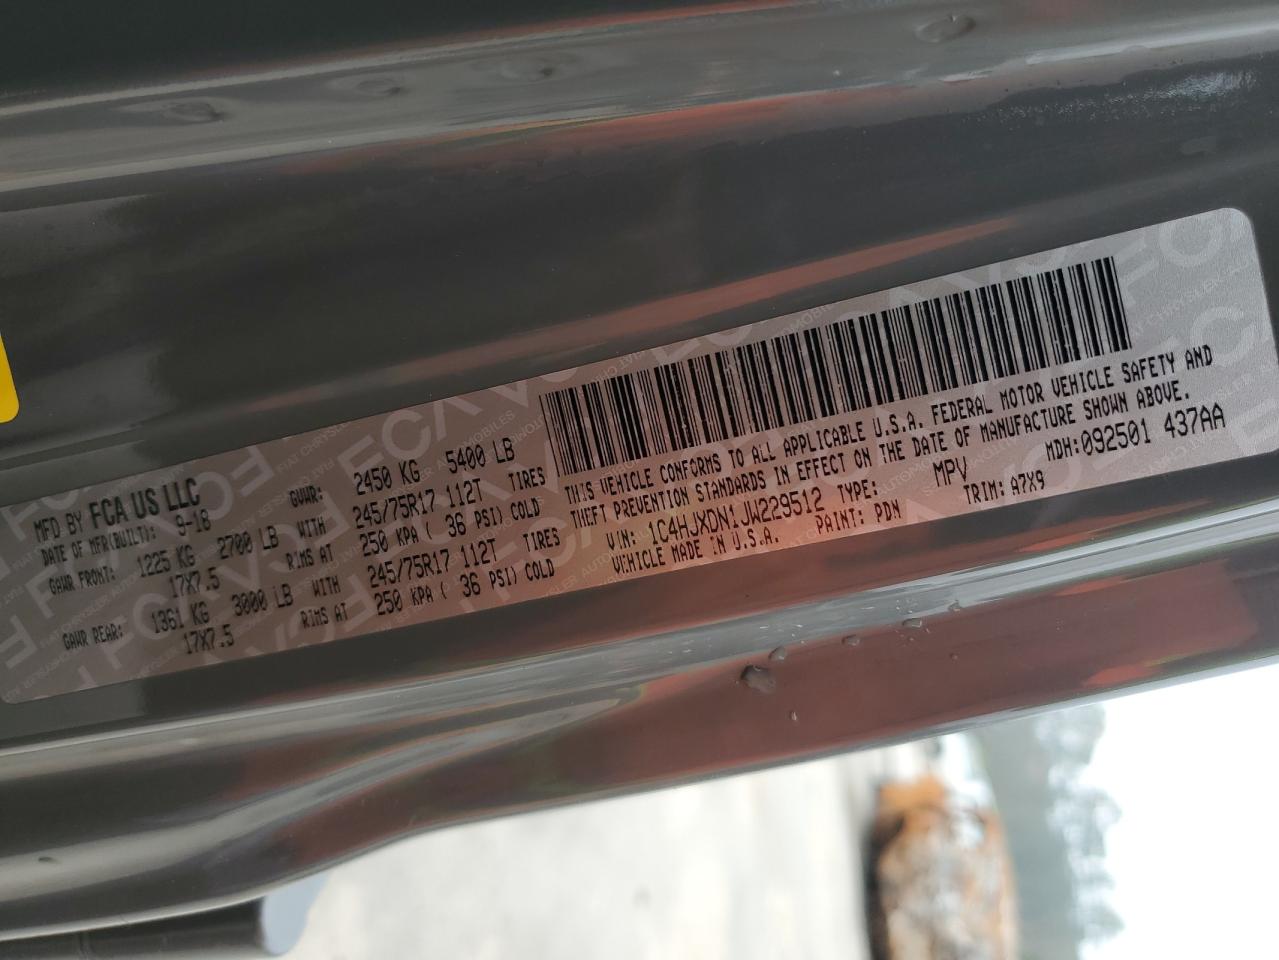 MFD BY FCA US LLC
DATE OF MFR(BUILT): 9-18 GVWR: 2450 KG 5400 LB
GAWR FRONT: 1225 KG 2700 LB WITH 245/75R17 112T TIRES
17X7.5 RIMS AT 250 KPA ( 36 PSI) COLD
GAWR REAR: 1361 KG 3000 LB WITH 245/75R17 112T TIRES
17X7.5 RIMS AT 250 KPA ( 36 PSI) COLD
THIS VEHICLE CONFORMS TO ALL APPLICABLE U.S.A. FEDERAL MOTOR VEHICLE SAFETY AND
THEFT PREVENTION STANDARDS IN EFFECT ON THE DATE OF MANUFACTURE SHOWN ABOVE.
VIN: 1C4HJXDN1JW229512 TYPE: MPV MDH: 092501 437AA
VEHICLE MADE IN U.S.A. PAINT: PDN TRIM: A7X9